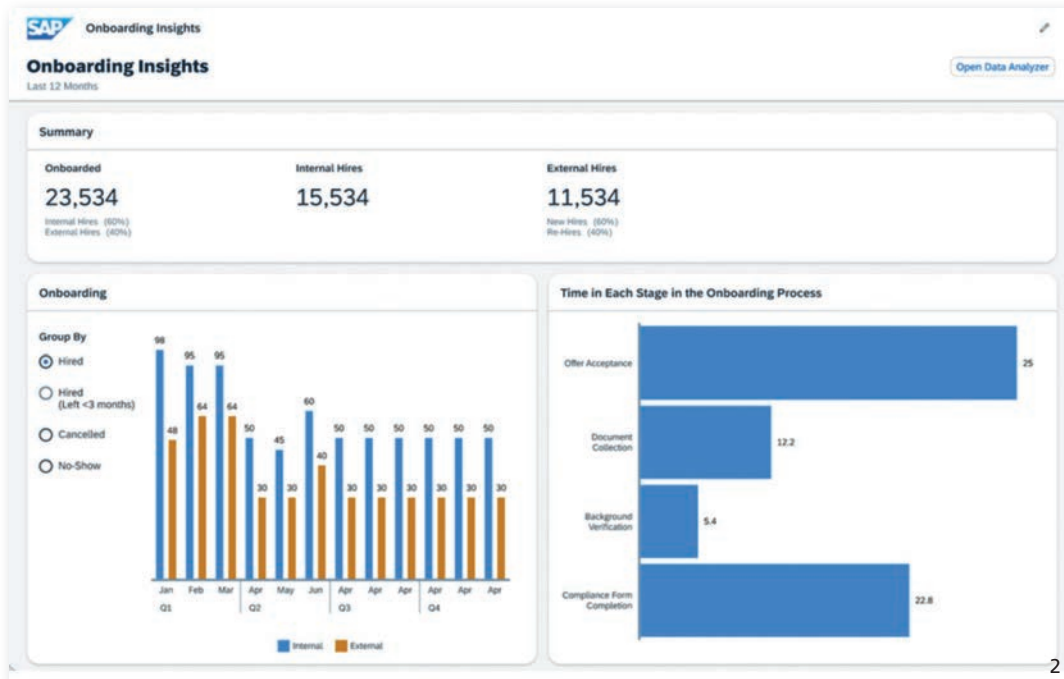 SAP Onboarding Insights
Onboarding Insights
Open Data Analyzer
Last 12 Months
Summary
Onboarded
23,534
Internal Hires (60%)
External Hires (40%)
Internal Hires
15,534
External Hires
11,534
New Hires (60%)
Re-Hires (40%)
Onboarding
Group By
Hired
Hired
(Left <3 months)
Cancelled
No-Show
98 95 95 50 45 60 50 50 50 50 50 50
48 64 64 30 30 40 30 30 30 30 30 30
Jan Feb Mar Apr May Jun Apr Apr Apr Apr Apr Apr
Q1 Q2 Q3 Q4
Internal External
Time in Each Stage in the Onboarding Process
Offer Acceptance 25
Document
Collection
12.2
Background
Verification
5.4
Compliance Form
Completion
22.8
2